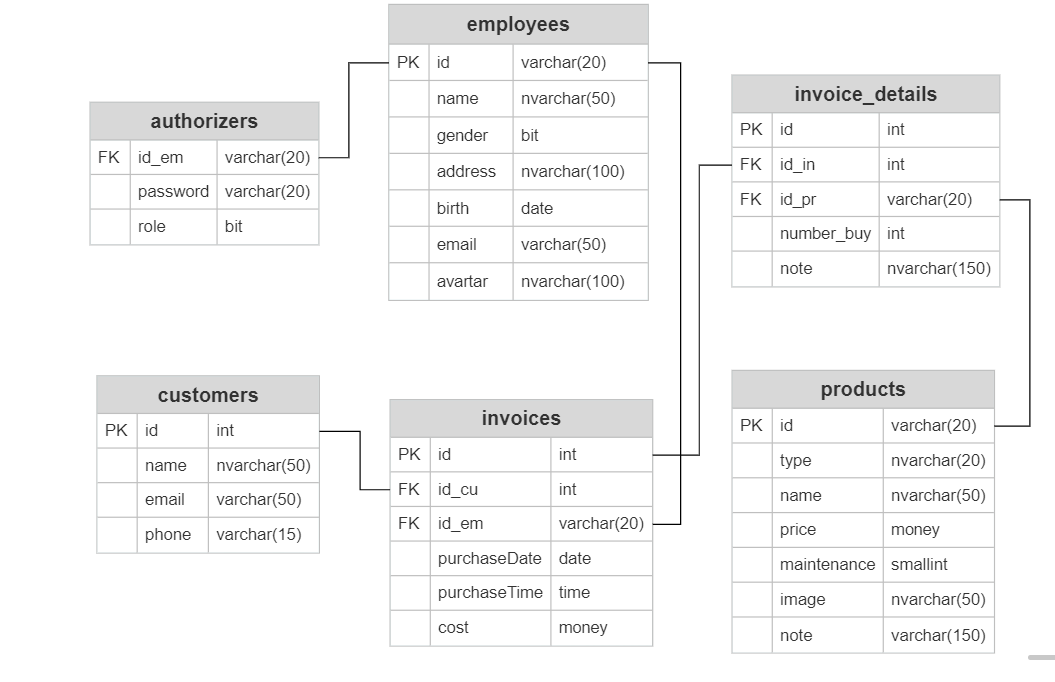 employees
PK id varchar(20)
name nvarchar(50)
gender bit
address nvarchar(100)
birth date
email varchar(50)
avartar nvarchar(100)
authorizers
FK id_em varchar(20)
password varchar(20)
role bit
invoice_details
PK id int
FK id_in int
FK id_pr varchar(20)
number_buy int
note nvarchar(150)
customers
PK id int
name nvarchar(50)
email varchar(50)
phone varchar(15)
invoices
PK id int
FK id_cu int
FK id_em varchar(20)
purchaseDate date
purchaseTime time
cost money
products
PK id varchar(20)
type nvarchar(20)
name nvarchar(50)
price money
maintenance smallint
image nvarchar(50)
note varchar(150)